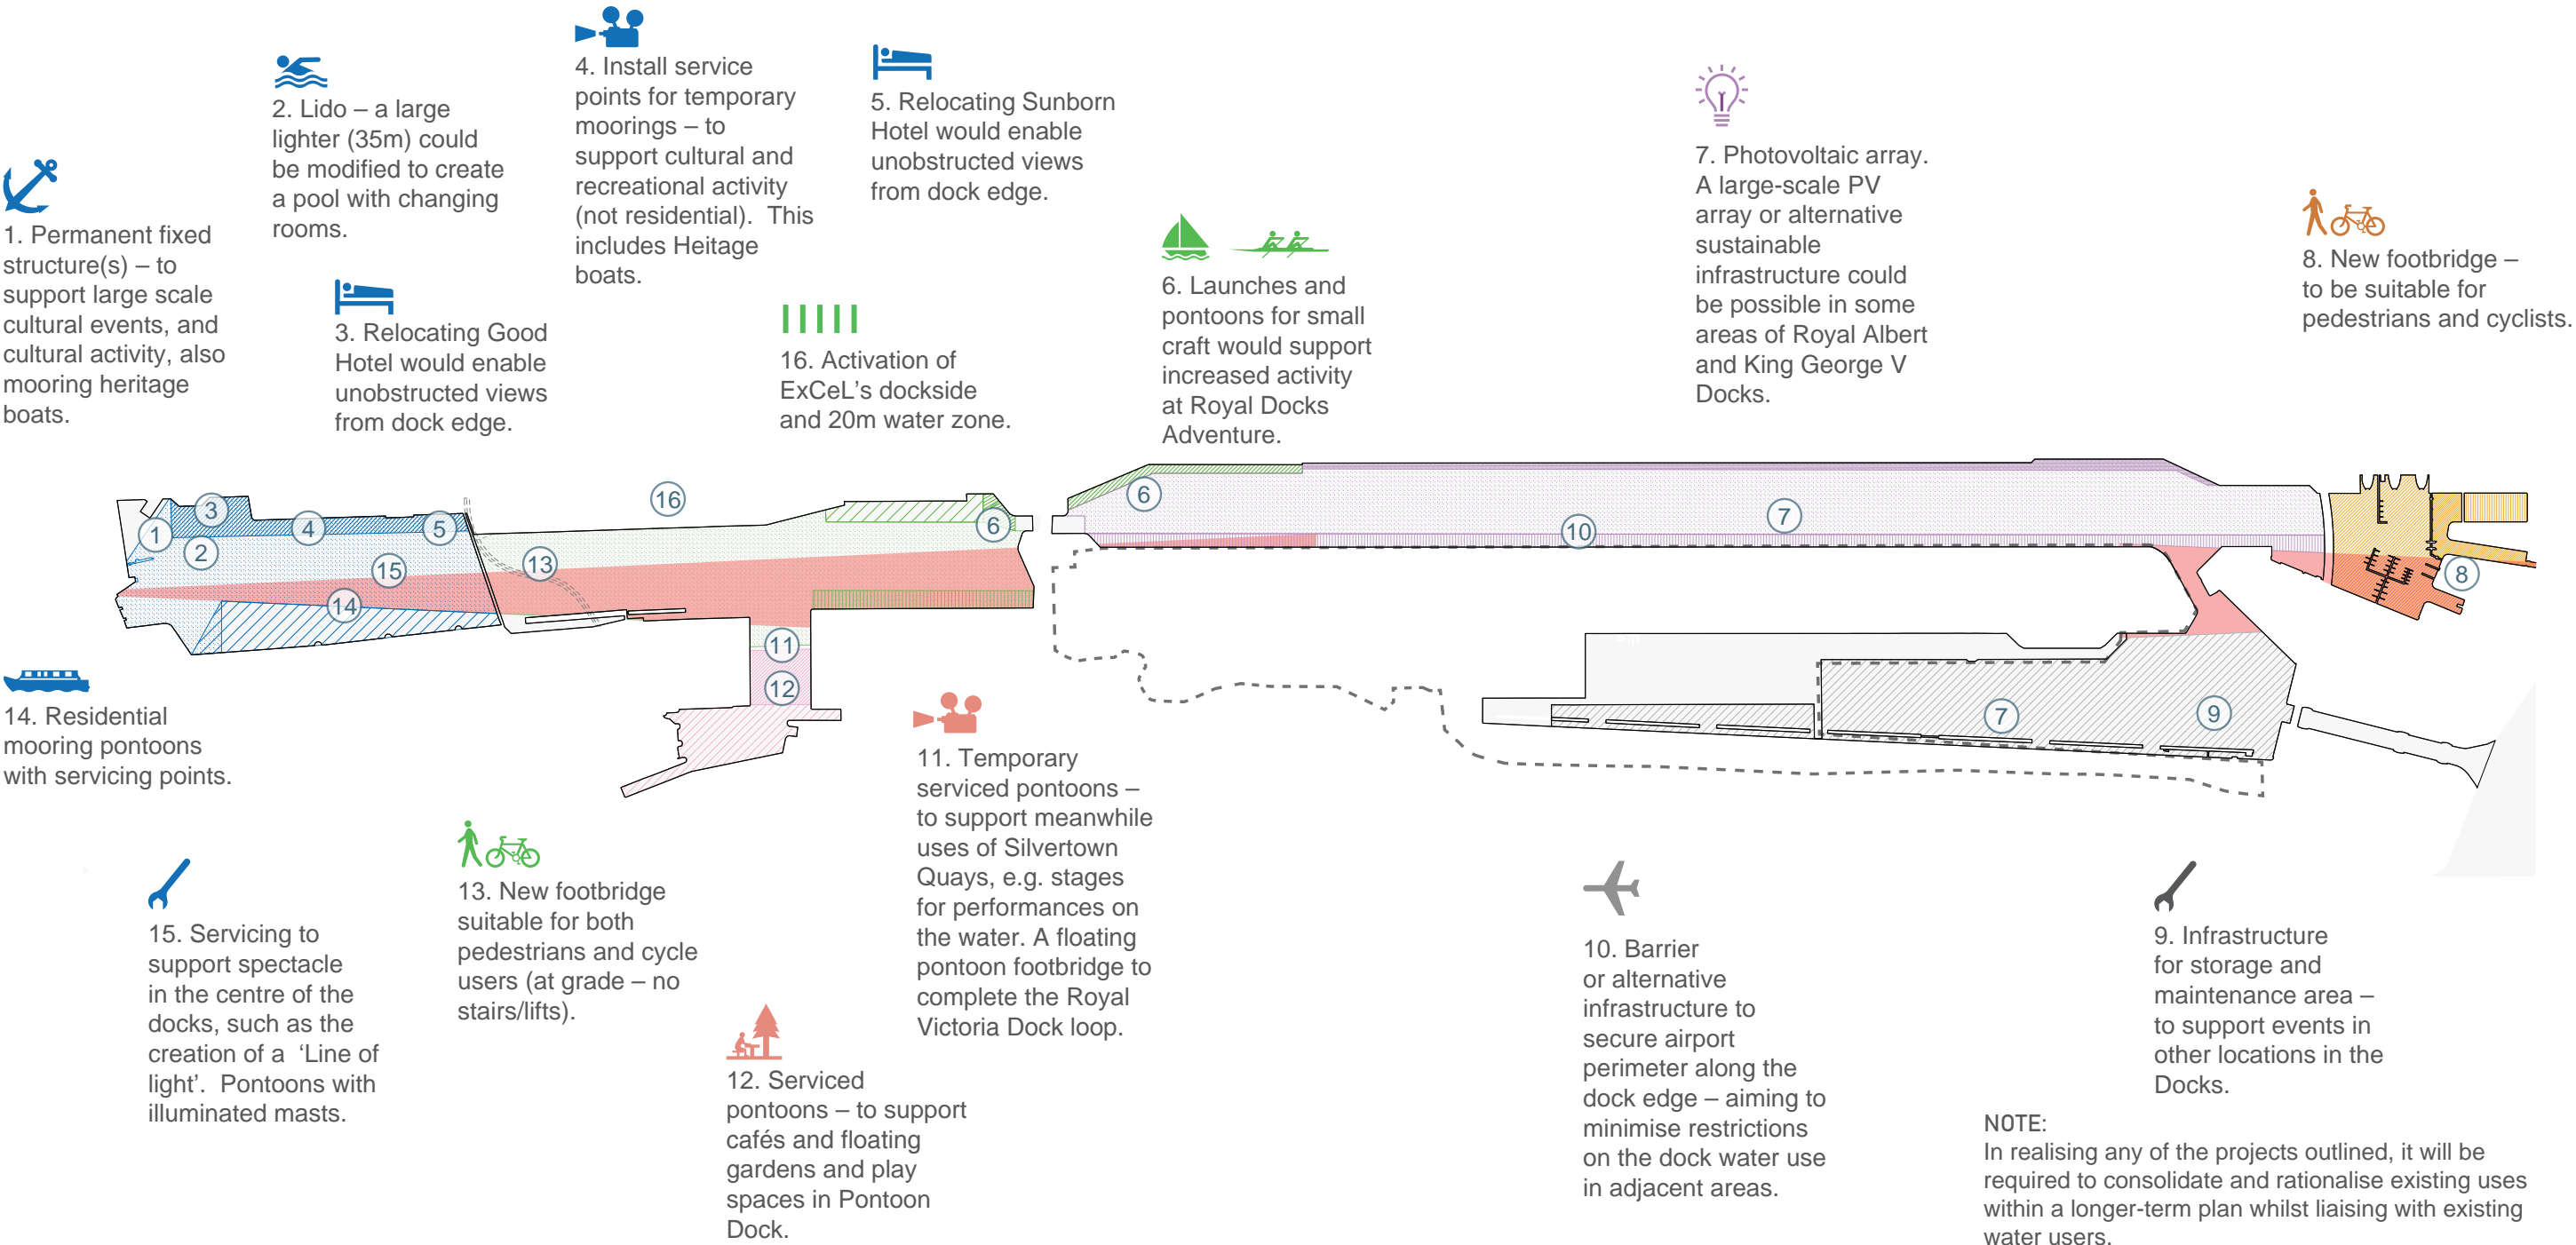 1. Permanent fixed
structure(s) – to
support large scale
cultural events, and
cultural activity, also
mooring heritage
boats.
2. Lido – a large
lighter (35m) could
be modified to create
a pool with changing
rooms.
3. Relocating Good
Hotel would enable
unobstructed views
from dock edge.
4. Install service
points for temporary
moorings – to
support cultural and
recreational activity
(not residential).  This
includes Heitage
boats.
5. Relocating Sunborn
Hotel would enable
unobstructed views
from dock edge.
16. Activation of
ExCeL’s dockside
and 20m water zone.
6. Launches and
pontoons for small
craft would support
increased activity
at Royal Docks
Adventure.
7. Photovoltaic array.
A large-scale PV
array or alternative
sustainable
infrastructure could
be possible in some
areas of Royal Albert
and King George V
Docks.
8. New footbridge –
to be suitable for
pedestrians and cyclists.
1
2
3
4
5
15
14
16
13
6
11
12
6
10
7
8
7
9
14. Residential
mooring pontoons
with servicing points.
15. Servicing to
support spectacle
in the centre of the
docks, such as the
creation of a  ‘Line of
light’.  Pontoons with
illuminated masts.
13. New footbridge
suitable for both
pedestrians and cycle
users (at grade – no
stairs/lifts).
12. Serviced
pontoons – to support
cafés and floating
gardens and play
spaces in Pontoon
Dock.
11. Temporary
serviced pontoons –
to support meanwhile
uses of Silvertown
Quays, e.g. stages
for performances on
the water. A floating
pontoon footbridge to
complete the Royal
Victoria Dock loop.
10. Barrier
or alternative
infrastructure to
secure airport
perimeter along the
dock edge – aiming to
minimise restrictions
on the dock water use
in adjacent areas.
9. Infrastructure
for storage and
maintenance area –
to support events in
other locations in the
Docks.
NOTE:
In realising any of the projects outlined, it will be
required to consolidate and rationalise existing uses
within a longer-term plan whilst liaising with existing
water users.